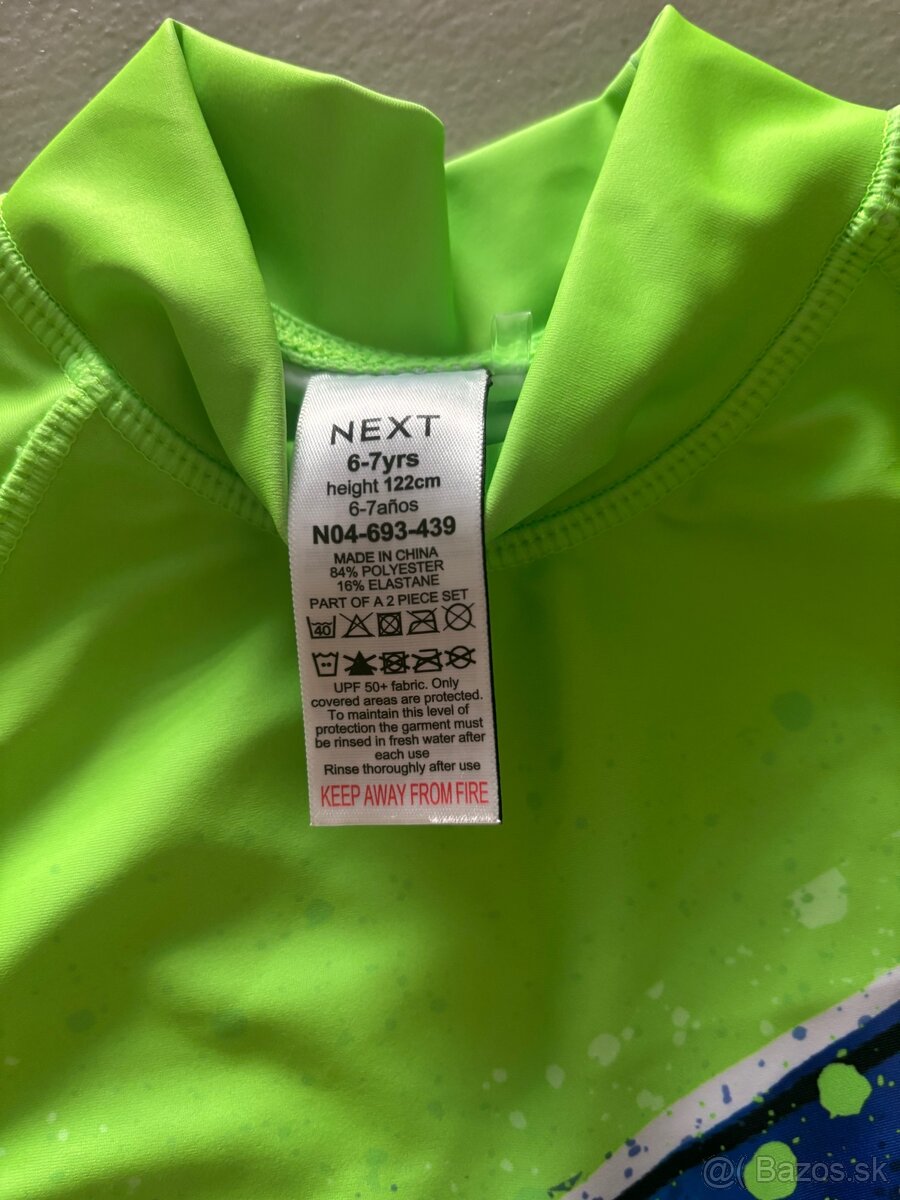 NEXT
6-7yrs
height 122cm
6-7años
N04-693-439
MADE IN CHINA
84% POLYESTER
16% ELASTANE
PART OF A 2 PIECE SET
40
UPF 50+ fabric. Only
covered areas are protected.
To maintain this level of
protection the garment must
be rinsed in fresh water after
each use
Rinse thoroughly after use
KEEP AWAY FROM FIRE
@( Bazos.sk